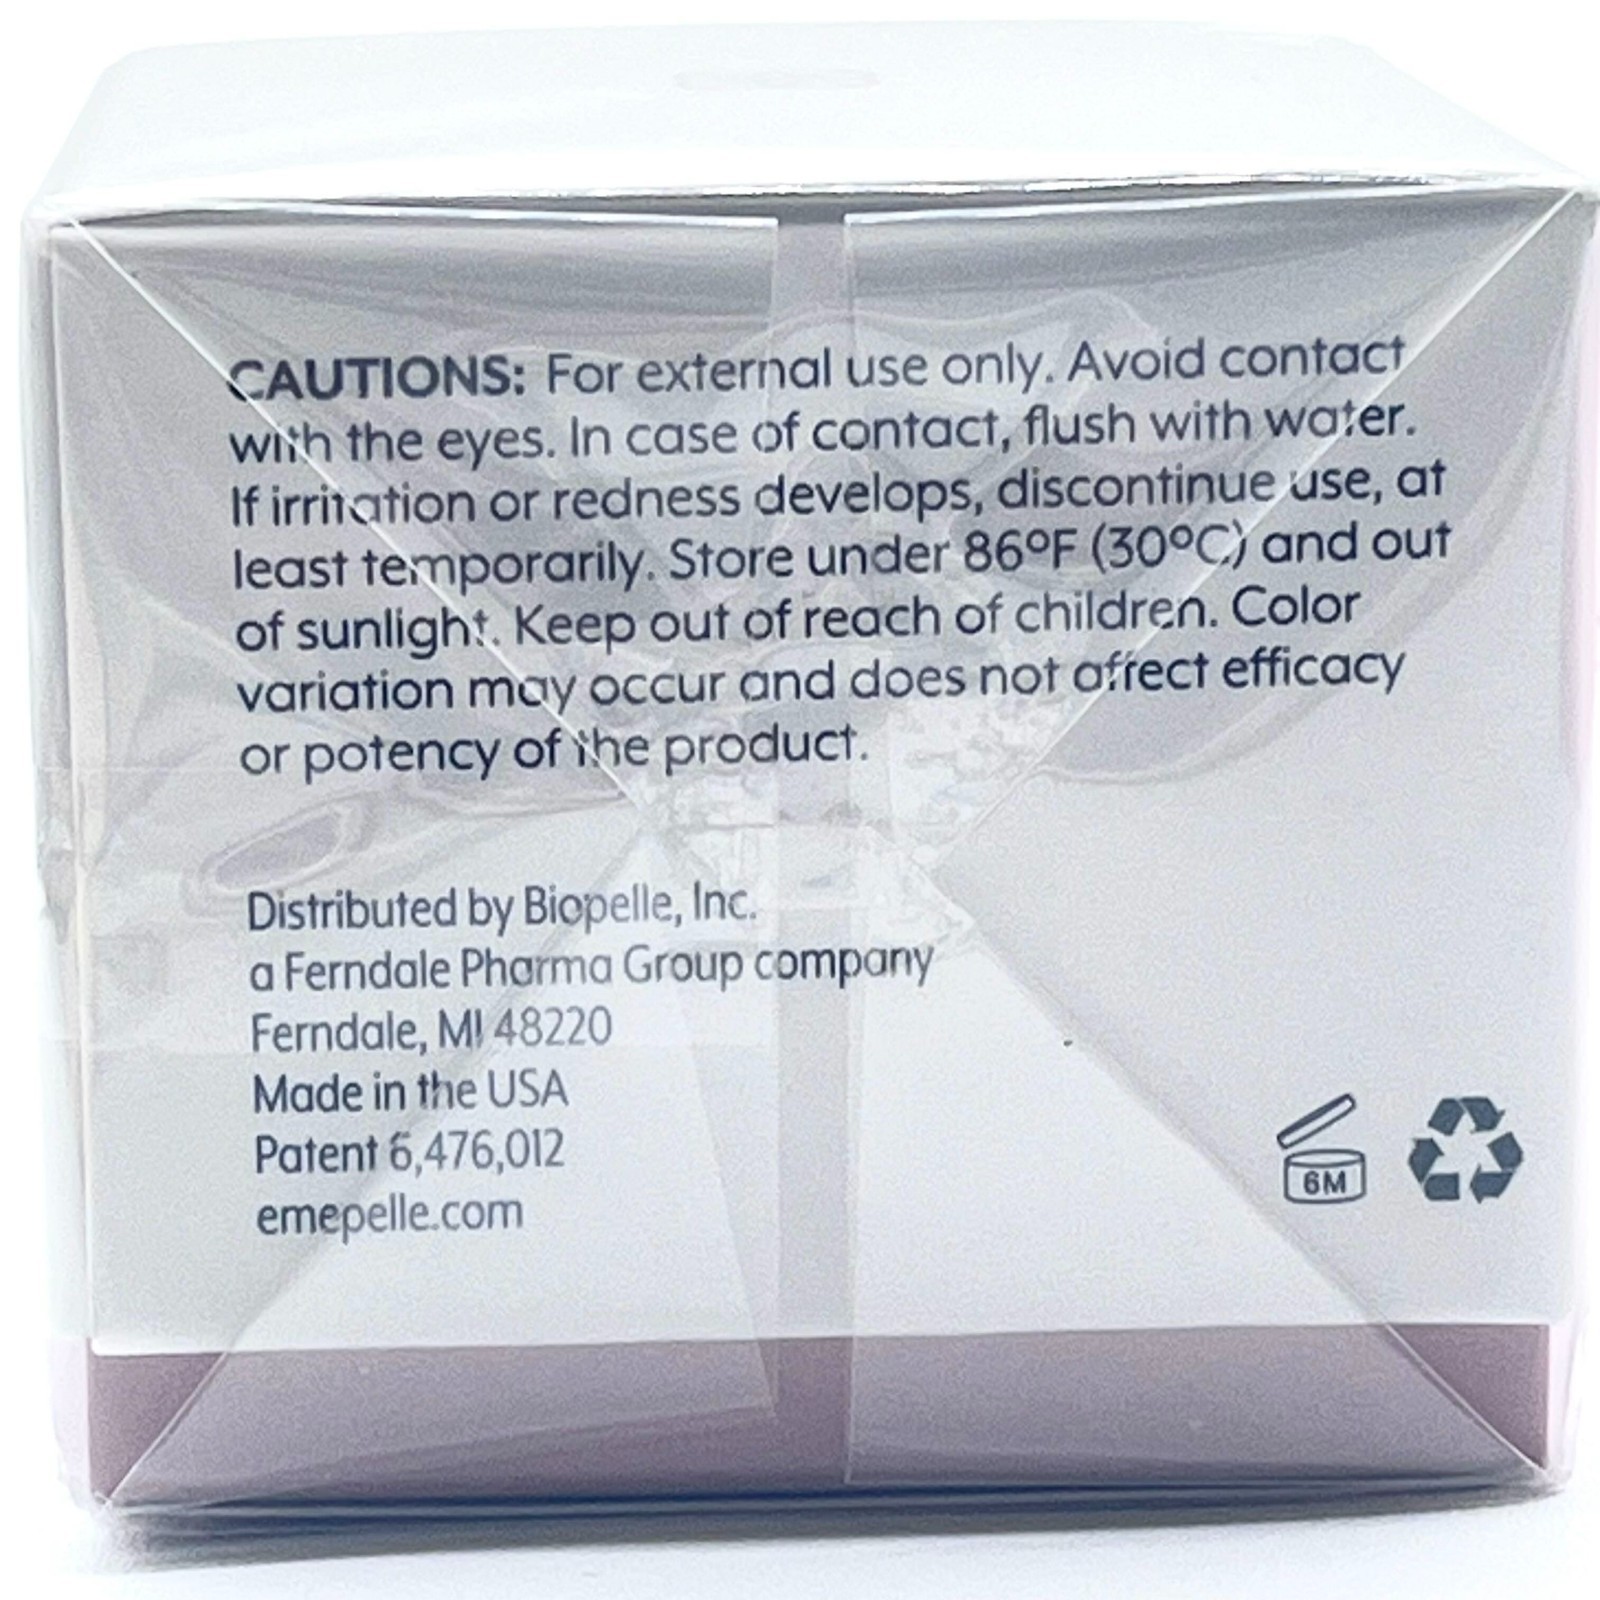 CAUTIONS: For external use only. Avoid contact
with the eyes. In case of contact, flush with water.
If irritation or redness develops, discontinue use, at
least temporarily. Store under 86ºF (30ºC) and out
of sunlight. Keep out of reach of children. Color
variation may occur and does not affect efficacy
or potency of the product.
Distributed by Biopelle, Inc.
a Ferndale Pharma Group company
Ferndale, MI 48220
Made in the USA
Patent 6,476,012
emepelle.com
6M